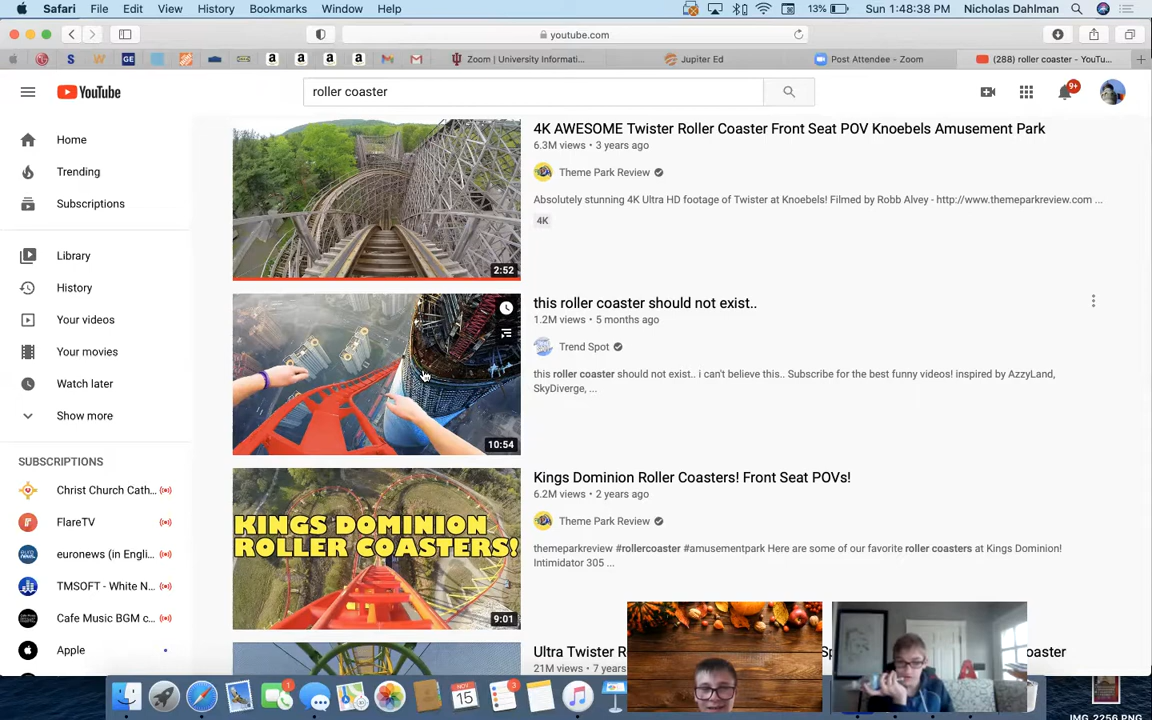 Safari File Edit View History Bookmarks Window Help 13% Sun 1:48:38 PM Nicholas Dahlman
youtube.com
Zoom | University Informati... Jupiter Ed Post Attendee - Zoom (288) roller coaster - YouTu...
YouTube roller coaster 9+
Home
Trending
Subscriptions
Library
History
Your videos
Your movies
Watch later
Show more
SUBSCRIPTIONS
Christ Church Cath...
FlareTV
euronews (in Engli...
TMSOFT - White N...
Cafe Music BGM c...
Apple
2:52
4K AWESOME Twister Roller Coaster Front Seat POV Knoebels Amusement Park
6.3M views • 3 years ago
Theme Park Review
Absolutely stunning 4K Ultra HD footage of Twister at Knoebels! Filmed by Robb Alvey - http://www.themeparkreview.com ...
4K
10:54
this roller coaster should not exist..
1.2M views • 5 months ago
Trend Spot
this roller coaster should not exist.. i can't believe this.. Subscribe for the best funny videos! inspired by AzzyLand,
SkyDiverge, ...
KINGS DOMINION
ROLLER COASTERS!
9:01
Kings Dominion Roller Coasters! Front Seat POVs!
6.2M views • 2 years ago
Theme Park Review
themeparkreview #rollercoaster #amusementpark Here are some of our favorite roller coasters at Kings Dominion!
Intimidator 305 ...
Ultra Twister R
21M views • 7 years
NOV
15
1
3
IMG_2256.PNG